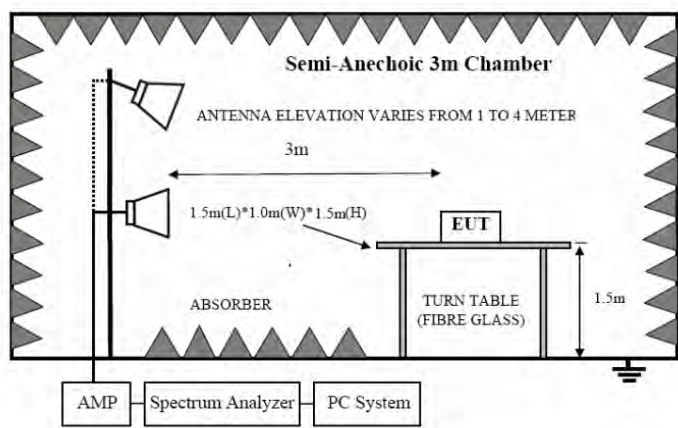 Semi-Anechoic 3m Chamber
ANTENNA ELEVATION VARIES FROM 1 TO 4 METER
3m
1.5m(L)*1.0m(W)*1.5m(H)
EUT
ABSORBER
TURN TABLE
(FIBRE GLASS)
1.5m
AMP
Spectrum Analyzer
PC System